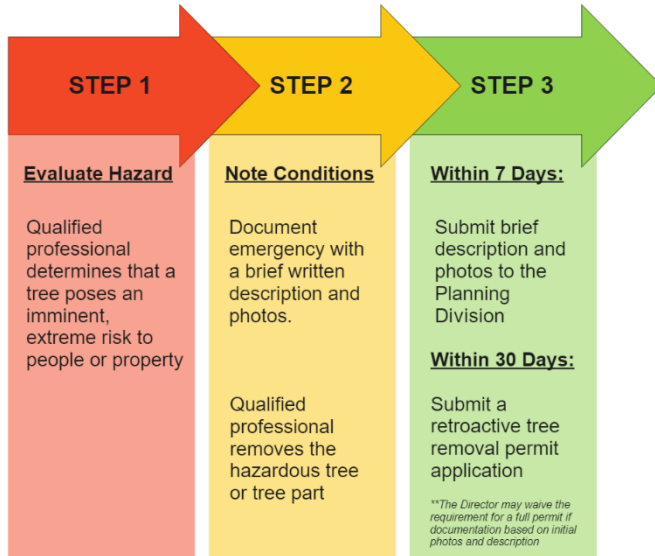 STEP 1
STEP 2
STEP 3
Evaluate Hazard
Qualified
professional
determines that a
tree poses an
imminent,
extreme risk to
people or property
Note Conditions
Document
emergency with
a brief written
description and
photos.
Qualified
professional
removes the
hazardous tree
or tree part
Within 7 Days:
Submit brief
description and
photos to the
Planning
Division
Within 30 Days:
Submit a
retroactive tree
removal permit
application
**The Director may waive the
requirement for a full permit if
documentation based on initial
photos and description